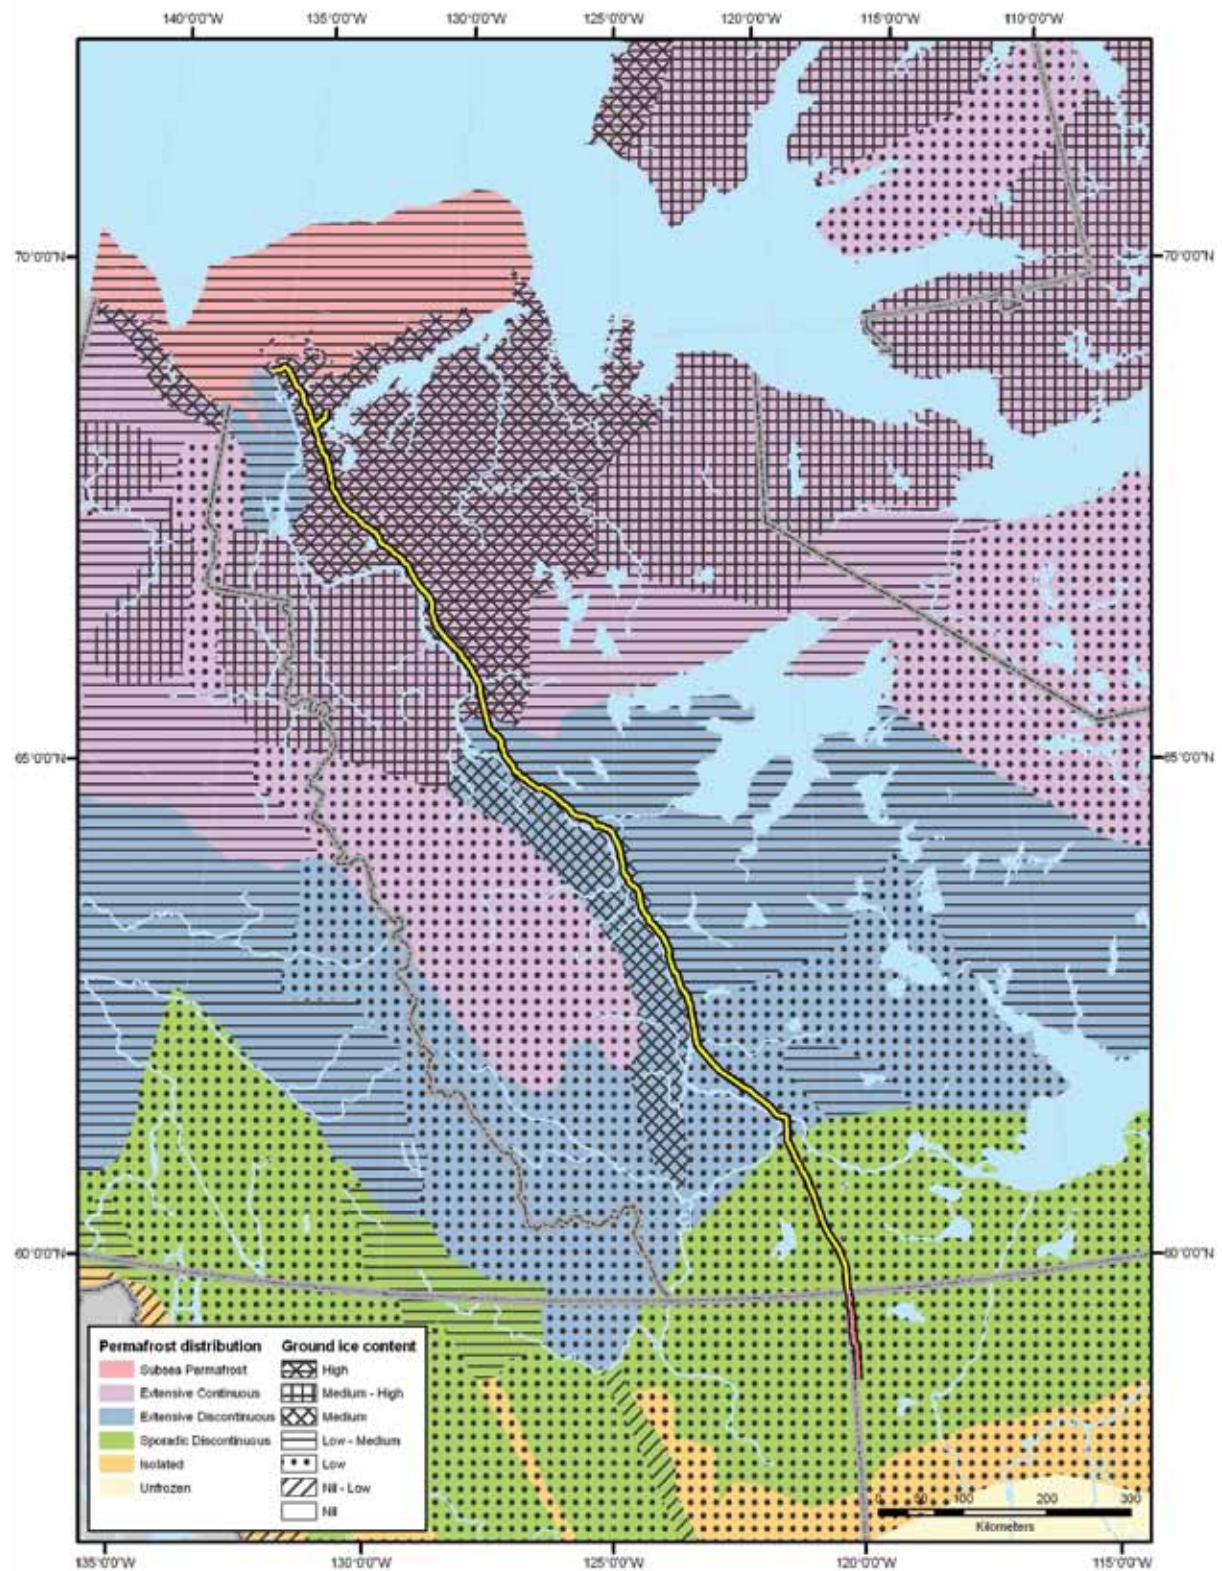 140°0'0"W 135°0'0"W 130°0'0"W 125°0'0"W 120°0'0"W 115°0'0"W 110°0'0"W
70°0'0"N 70°0'0"N
65°0'0"N 65°0'0"N
60°0'0"N 60°0'0"N
Permafrost distribution Ground ice content
Subsea Permafrost High
Extensive Continuous Medium - High
Extensive Discontinuous Medium
Sporadic Discontinuous Low - Medium
Isolated Low
Unfrozen Nil - Low
Nil
0 50 100 200 300
Kilometers
135°0'0"W 130°0'0"W 125°0'0"W 120°0'0"W 115°0'0"W